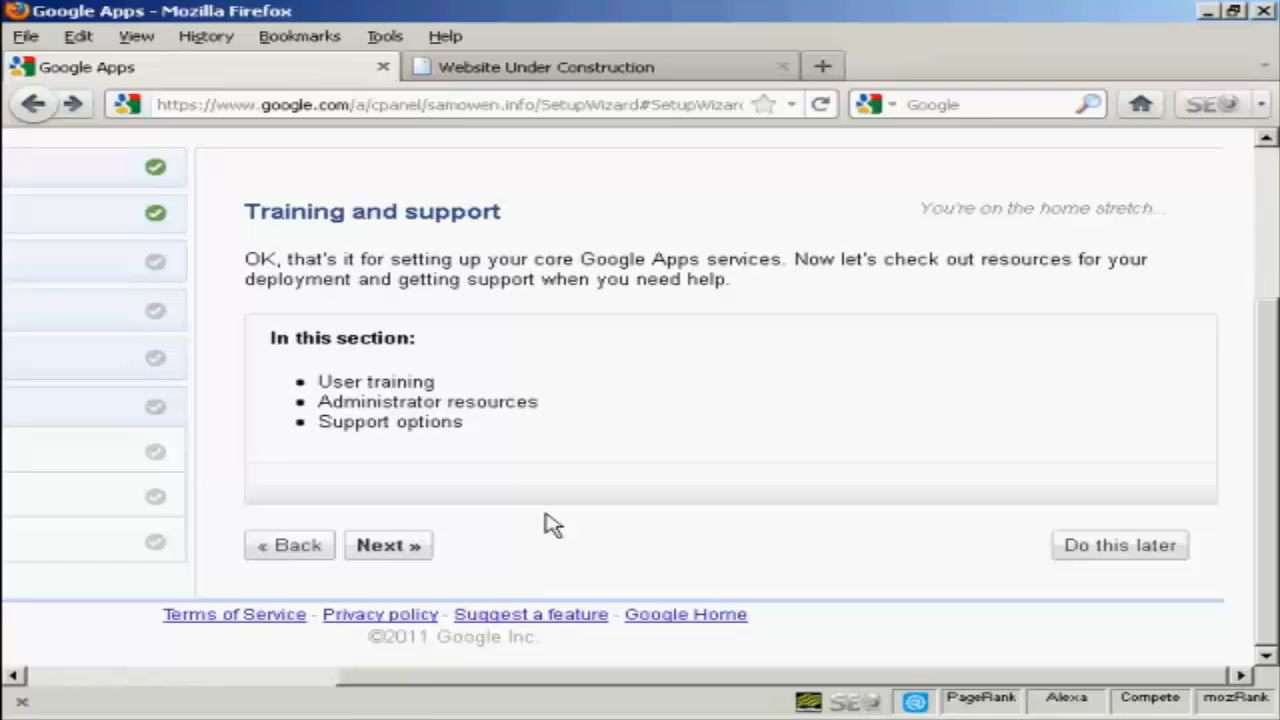 Google Apps - Mozilla Firefox
File Edit View History Bookmarks Tools Help
Google Apps
Website Under Construction
https://www.google.com/a/cpanel/samowen.info/SetupWizard#SetupWizar
Google
Training and support
You're on the home stretch...
OK, that's it for setting up your core Google Apps services. Now let's check out resources for your
deployment and getting support when you need help.
In this section:
• User training
• Administrator resources
• Support options
« Back
Next »
Do this later
Terms of Service - Privacy policy - Suggest a feature - Google Home
©2011 Google Inc.
PageRank Alexa Compete mozRank